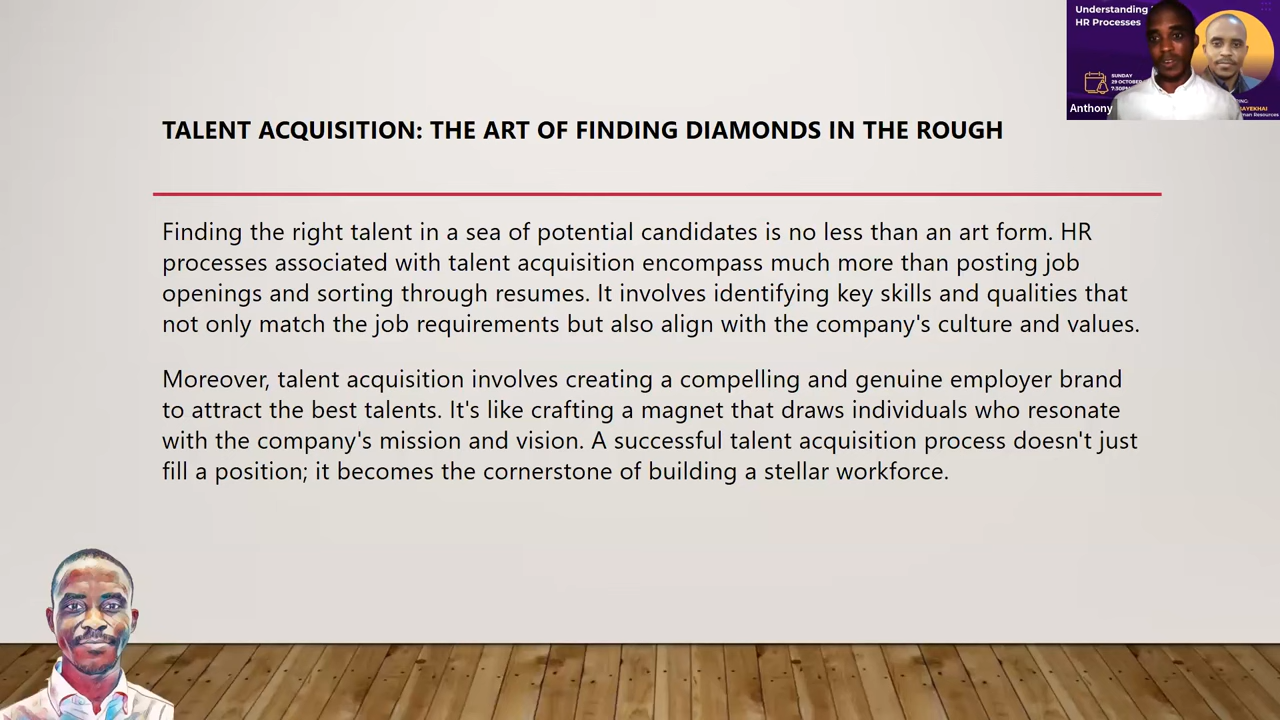 Understanding
HR Processes
SUNDAY
29 OCTOBER
7:30PM
Anthony
TALENT ACQUISITION: THE ART OF FINDING DIAMONDS IN THE ROUGH
Finding the right talent in a sea of potential candidates is no less than an art form. HR
processes associated with talent acquisition encompass much more than posting job
openings and sorting through resumes. It involves identifying key skills and qualities that
not only match the job requirements but also align with the company's culture and values.
Moreover, talent acquisition involves creating a compelling and genuine employer brand
to attract the best talents. It's like crafting a magnet that draws individuals who resonate
with the company's mission and vision. A successful talent acquisition process doesn't just
fill a position; it becomes the cornerstone of building a stellar workforce.